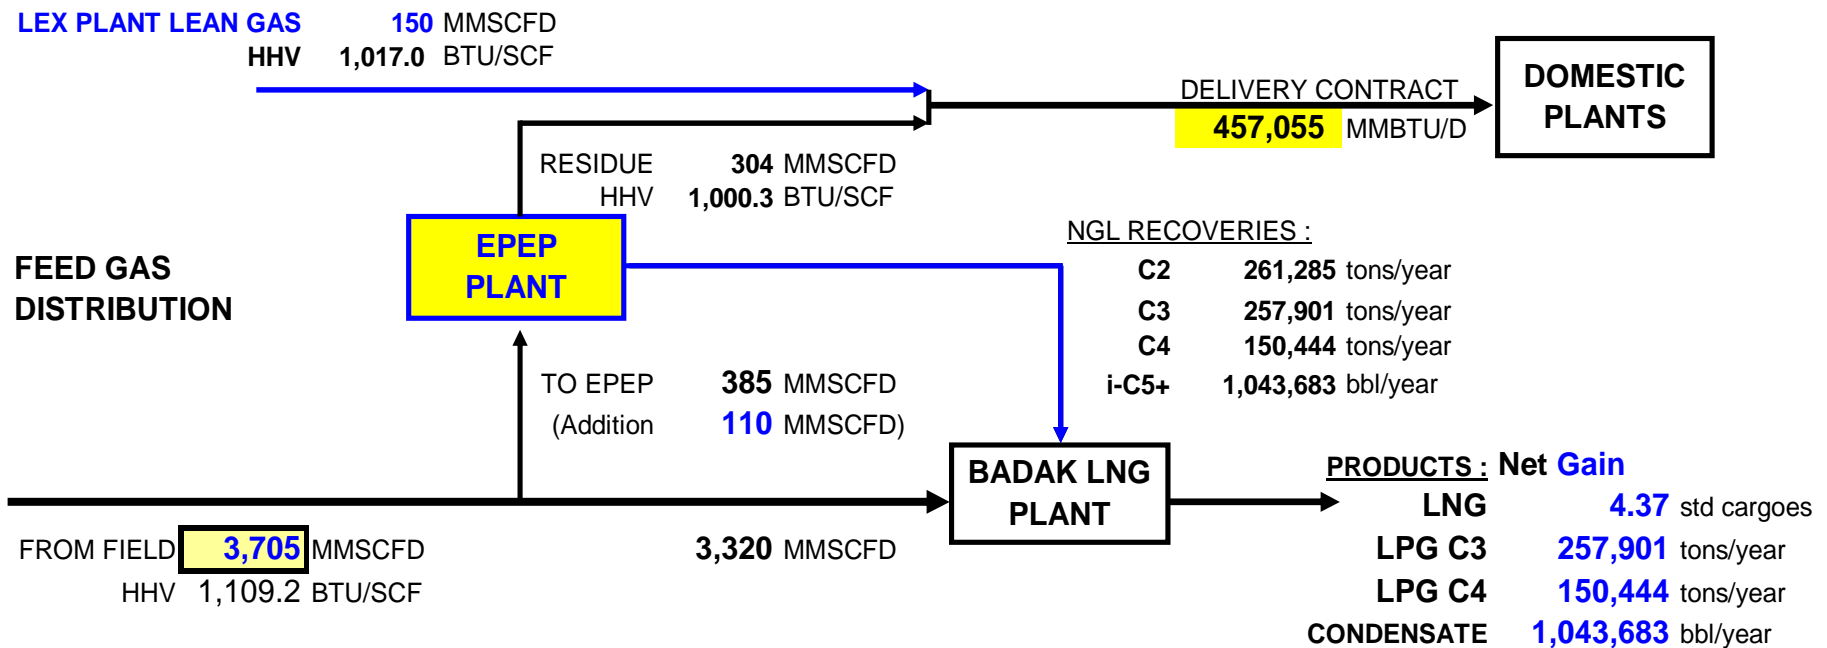 LEX PLANT LEAN GAS 150 MMSCFD
HHV 1,017.0 BTU/SCF
DELIVERY CONTRACT
457,055 MMBTU/D
DOMESTIC
PLANTS
RESIDUE 304 MMSCFD
HHV 1,000.3 BTU/SCF
EPEP
PLANT
FEED GAS
DISTRIBUTION
NGL RECOVERIES :
C2 261,285 tons/year
C3 257,901 tons/year
C4 150,444 tons/year
i-C5+ 1,043,683 bbl/year
TO EPEP 385 MMSCFD
(Addition 110 MMSCFD)
BADAK LNG
PLANT
FROM FIELD 3,705 MMSCFD
HHV 1,109.2 BTU/SCF
3,320 MMSCFD
PRODUCTS : Net Gain
LNG 4.37 std cargoes
LPG C3 257,901 tons/year
LPG C4 150,444 tons/year
CONDENSATE 1,043,683 bbl/year